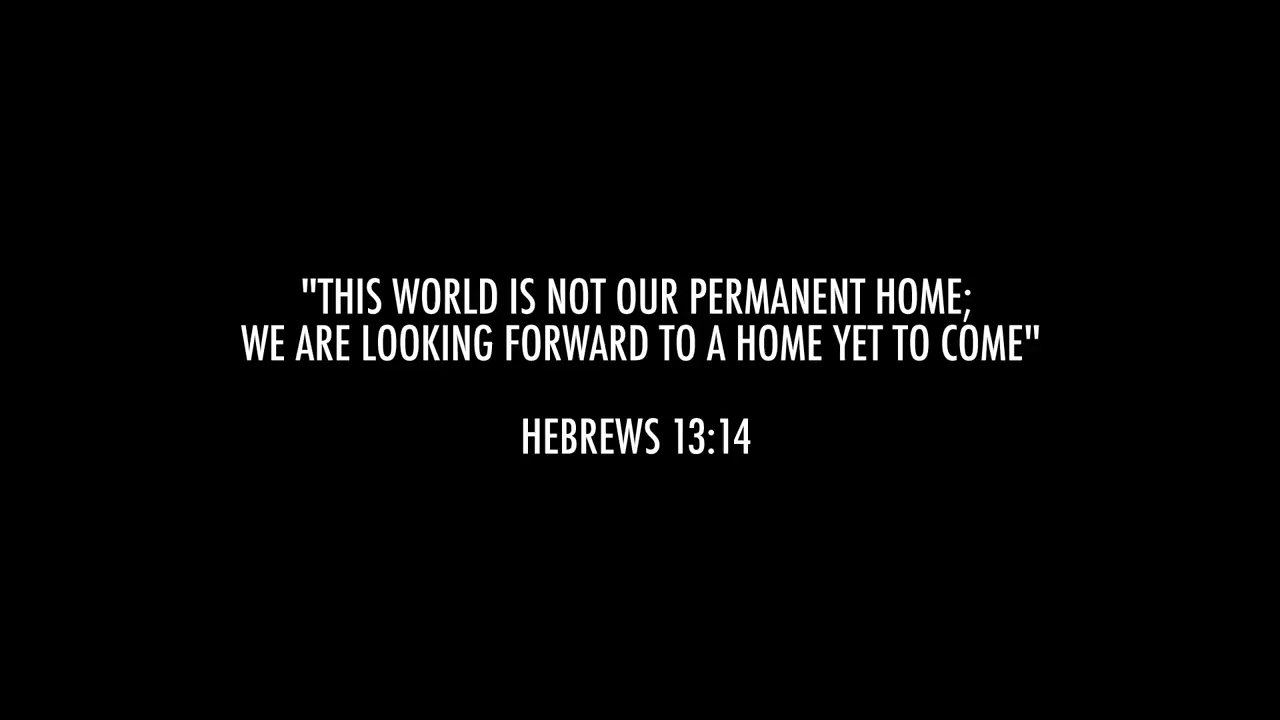 "THIS WORLD IS NOT OUR PERMANENT HOME;
WE ARE LOOKING FORWARD TO A HOME YET TO COME"
HEBREWS 13:14